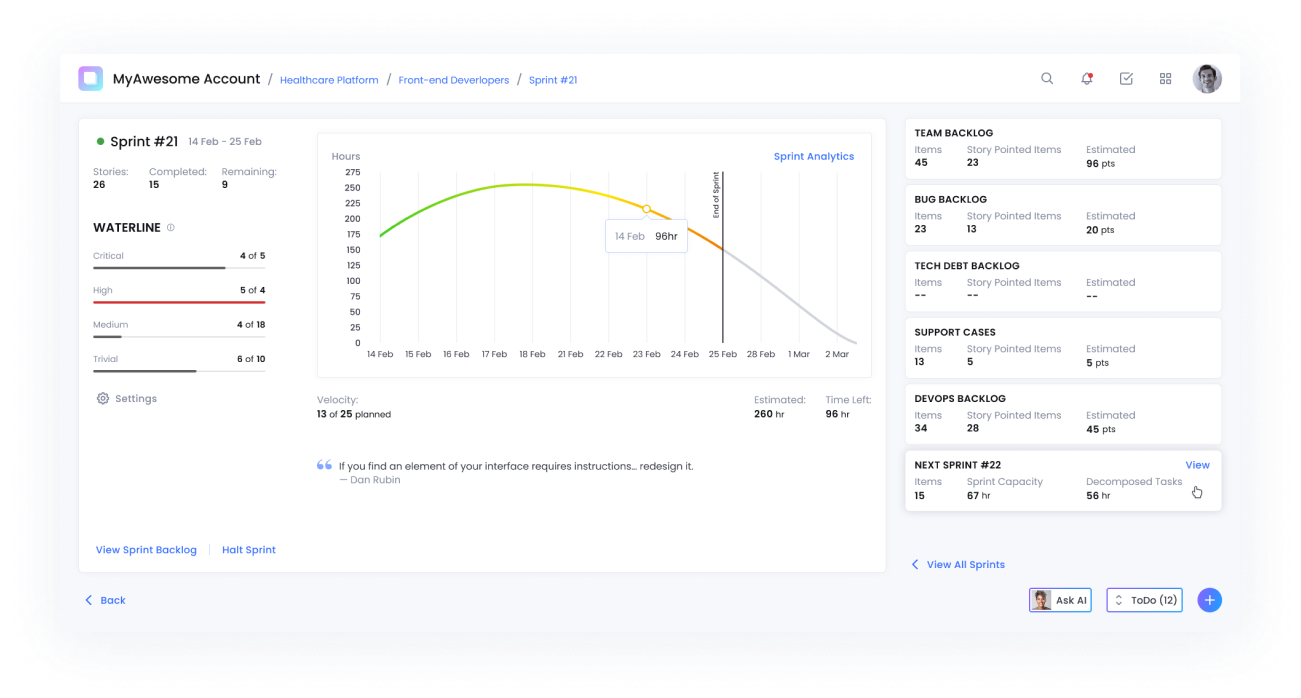 MyAwesome Account / Healthcare Platform / Front-end Deverlopers / Sprint #21
Sprint #21 14 Feb - 25 Feb
Stories: Completed: Remaining:
26 15 9
WATERLINE
Critical 4 of 5
High 5 of 4
Medium 4 of 18
Trivial 6 of 10
Settings
Hours Sprint Analytics
275
250
225
200
175
150
125
100
75
50
25
0
End of Sprint
14 Feb 96hr
14 Feb 15 Feb 16 Feb 17 Feb 18 Feb 21 Feb 22 Feb 23 Feb 24 Feb 25 Feb 28 Feb 1 Mar 2 Mar
Velocity: Estimated: Time Left:
13 of 25 planned 260 hr 96 hr
“ If you find an element of your interface requires instructions... redesign it.
— Dan Rubin
View Sprint Backlog Halt Sprint
TEAM BACKLOG
Items Story Pointed Items Estimated
45 23 96 pts
BUG BACKLOG
Items Story Pointed Items Estimated
23 13 20 pts
TECH DEBT BACKLOG
Items Story Pointed Items Estimated
-- -- --
SUPPORT CASES
Items Story Pointed Items Estimated
13 5 5 pts
DEVOPS BACKLOG
Items Story Pointed Items Estimated
34 28 45 pts
NEXT SPRINT #22 View
Items Sprint Capacity Decomposed Tasks
15 67 hr 56 hr
View All Sprints
Back
Ask AI ToDo (12) +